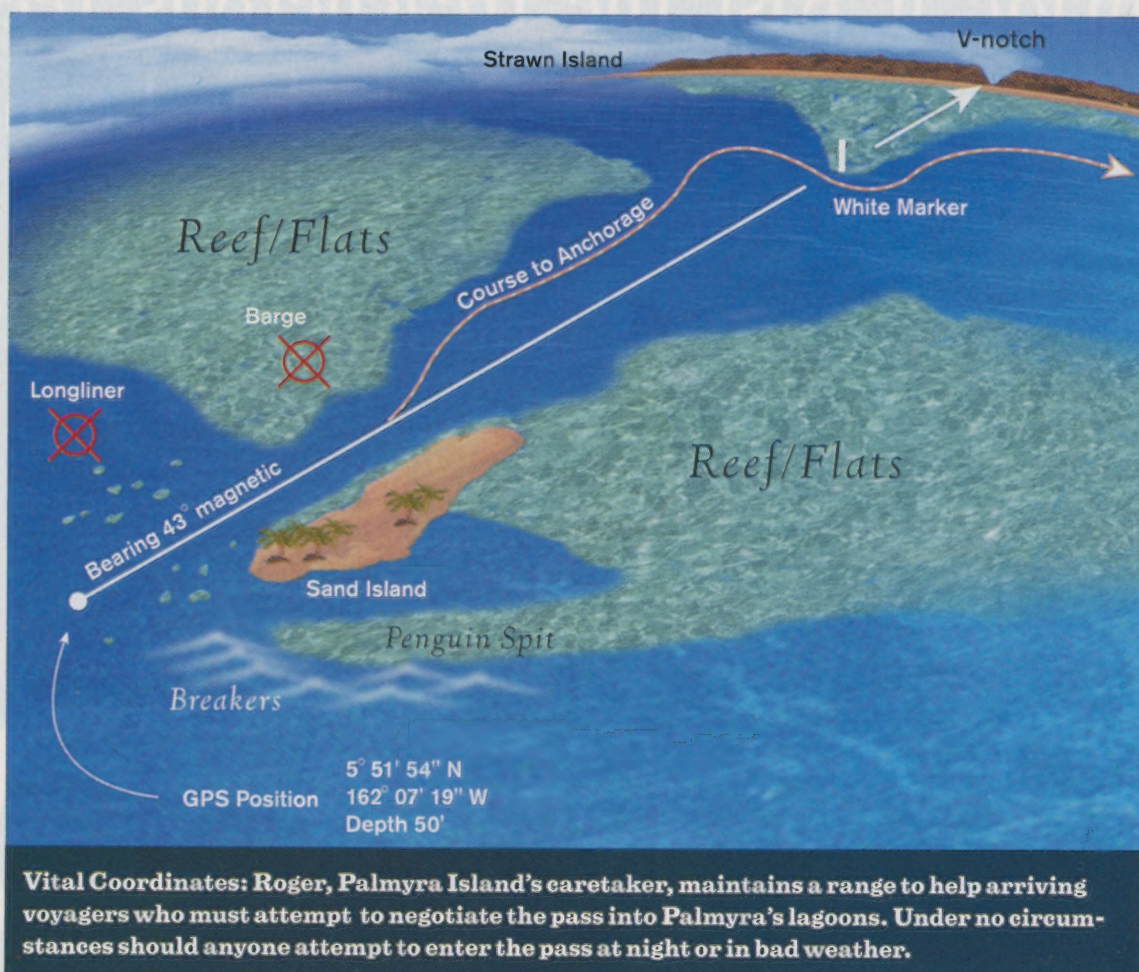 V-notch
Strawn Island
White Marker
Reef/Flats
Course to Anchorage
Barge
Longliner
Reef/Flats
Bearing 43° magnetic
Sand Island
Penguin Spit
Breakers
5° 51' 54" N
GPS Position 162° 07' 19" W
Depth 50'
Vital Coordinates: Roger, Palmyra Island's caretaker, maintains a range to help arriving
voyagers who must attempt to negotiate the pass into Palmyra's lagoons. Under no circum-
stances should anyone attempt to enter the pass at night or in bad weather.